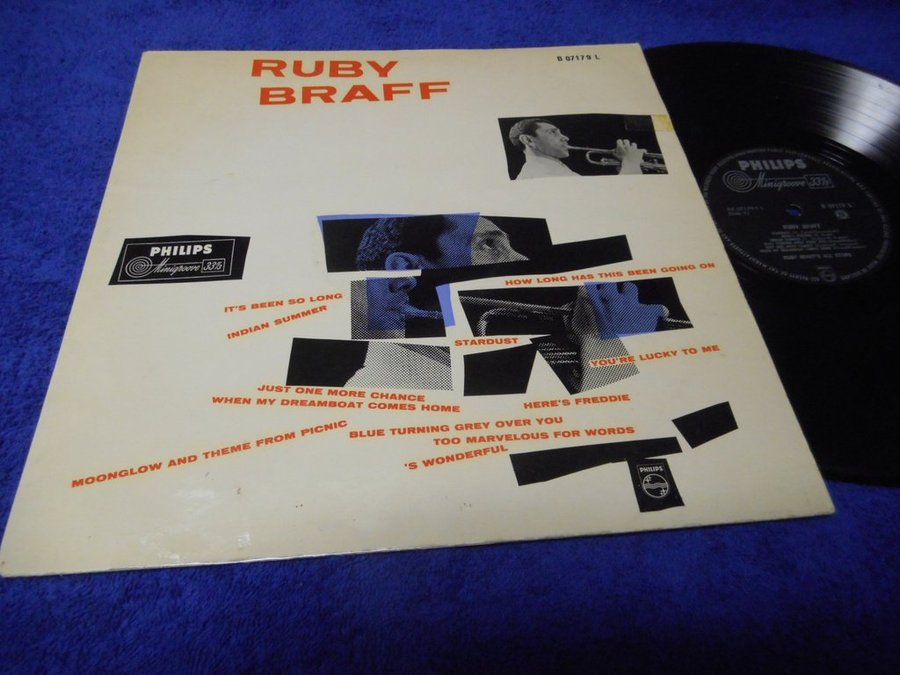 RUBY
BRAFF
B 07179 L
PHILIPS
Minigroove 33⅓
HOW LONG HAS THIS BEEN GOING ON
IT'S BEEN SO LONG
INDIAN SUMMER
STARDUST
YOU'RE LUCKY TO ME
JUST ONE MORE CHANCE
WHEN MY DREAMBOAT COMES HOME
HERE'S FREDDIE
BLUE TURNING GREY OVER YOU
TOO MARVELOUS FOR WORDS
MOONGLOW AND THEME FROM PICNIC
'S WONDERFUL
PHILIPS
PHILIPS
Minigroove 33⅓
B 07179 L
RUBY BRAFF